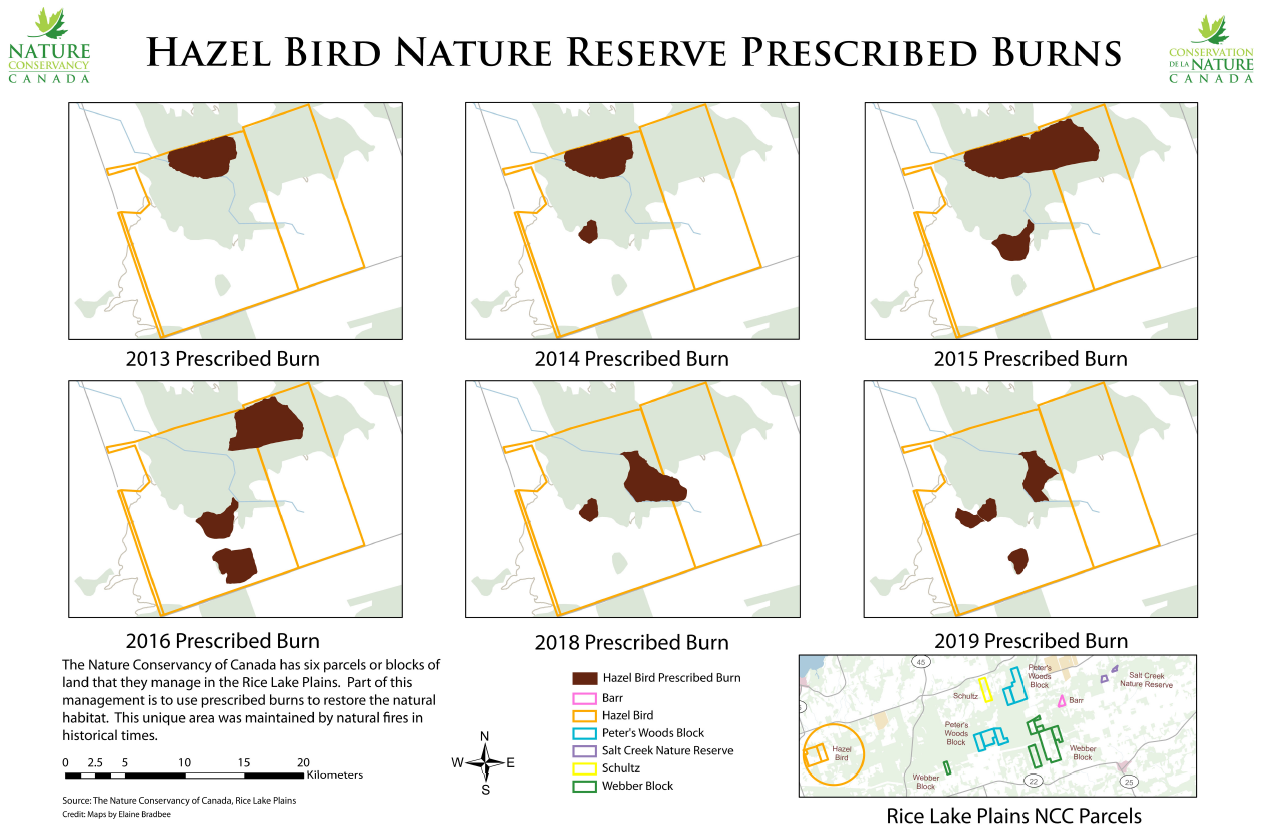 NATURE
CONSERVANCY
CANADA
HAZEL BIRD NATURE RESERVE PRESCRIBED BURNS
CONSERVATION
DE LA NATURE
CANADA
2013 Prescribed Burn
2014 Prescribed Burn
2015 Prescribed Burn
2016 Prescribed Burn
2018 Prescribed Burn
2019 Prescribed Burn
The Nature Conservancy of Canada has six parcels or blocks of
land that they manage in the Rice Lake Plains. Part of this
management is to use prescribed burns to restore the natural
habitat. This unique area was maintained by natural fires in
historical times.
0 2.5 5 10 15 20
Kilometers
Source: The Nature Conservancy of Canada, Rice Lake Plains
Credit: Maps by Elaine Bradbee
N
W E
S
Hazel Bird Prescribed Burn
Barr
Hazel Bird
Peter's Woods Block
Salt Creek Nature Reserve
Schultz
Webber Block
45
Peter's
Woods
Block
Salt Creek
Nature Reserve
Schultz
Barr
Peter's
Woods
Block
Hazel
Bird
Webber
Block
Webber
Block
22
25
Rice Lake Plains NCC Parcels